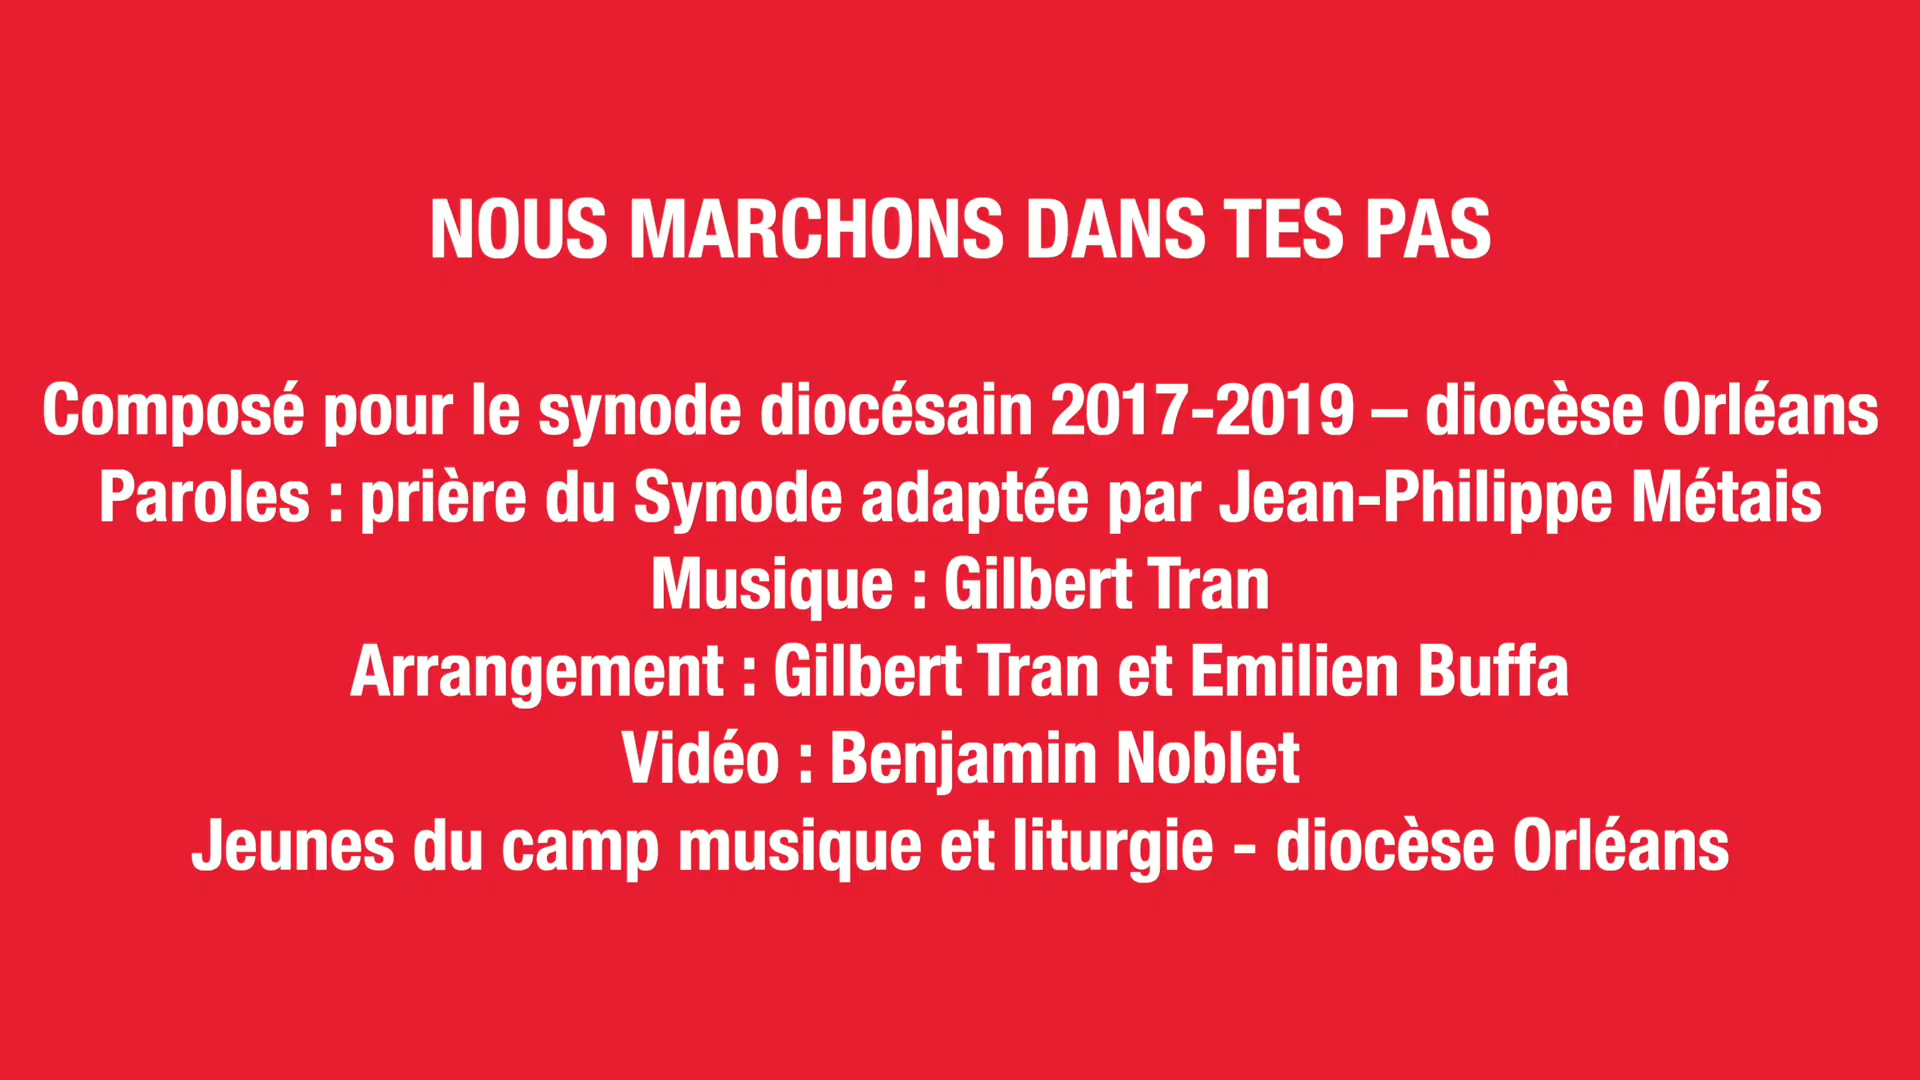 NOUS MARCHONS DANS TES PAS
Composé pour le synode diocésain 2017-2019 – diocèse Orléans
Paroles : prière du Synode adaptée par Jean-Philippe Métais
Musique : Gilbert Tran
Arrangement : Gilbert Tran et Emilien Buffa
Vidéo : Benjamin Noblet
Jeunes du camp musique et liturgie - diocèse Orléans